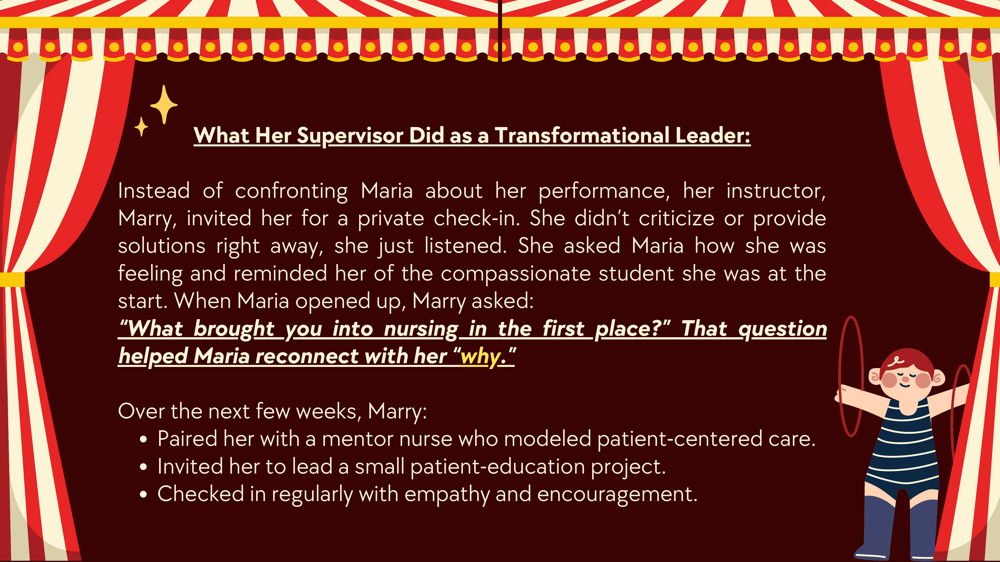 What Her Supervisor Did as a Transformational Leader:
Instead of confronting Maria about her performance, her instructor,
Marry, invited her for a private check-in. She didn’t criticize or provide
solutions right away, she just listened. She asked Maria how she was
feeling and reminded her of the compassionate student she was at the
start. When Maria opened up, Marry asked:
“What brought you into nursing in the first place?” That question
helped Maria reconnect with her “why.”
Over the next few weeks, Marry:
• Paired her with a mentor nurse who modeled patient-centered care.
• Invited her to lead a small patient-education project.
• Checked in regularly with empathy and encouragement.